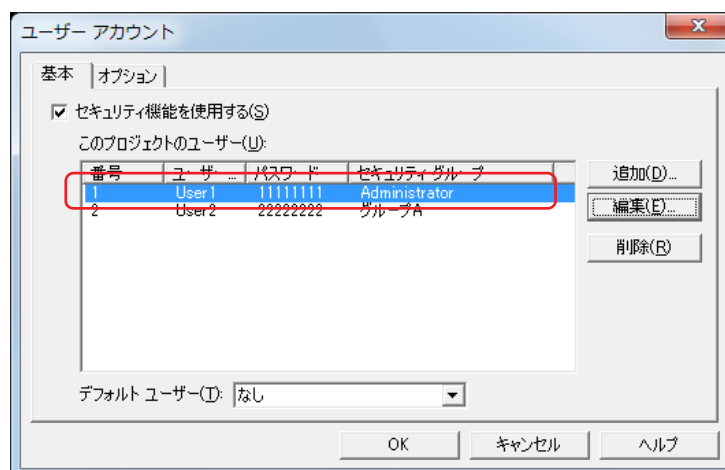 ユーザー アカウント
基本 オプション
セキュリティ機能を使用する(S)
このプロジェクトのユーザー(U):
番号 ユーザー ... パスワード セキュリティ グループ
1 User1 11111111 Administrator
2 User2 22222222 グループA
追加(D)...
編集(E)...
削除(R)
デフォルト ユーザー(T): なし
OK キャンセル ヘルプ